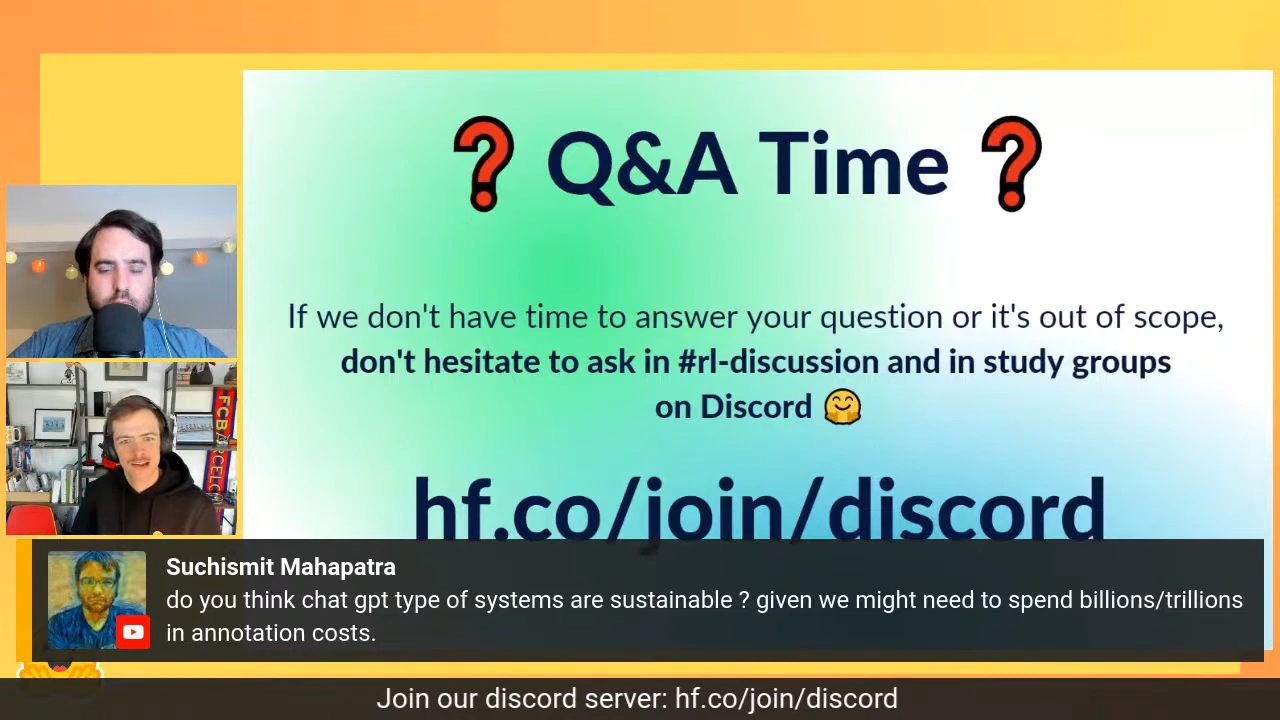 ❓ Q&A Time ❓
If we don't have time to answer your question or it's out of scope,
don't hesitate to ask in #rl-discussion and in study groups
on Discord 🤗
hf.co/join/discord
FCB
BARCELO
Suchismit Mahapatra
do you think chat gpt type of systems are sustainable ? given we might need to spend billions/trillions
in annotation costs.
Join our discord server: hf.co/join/discord